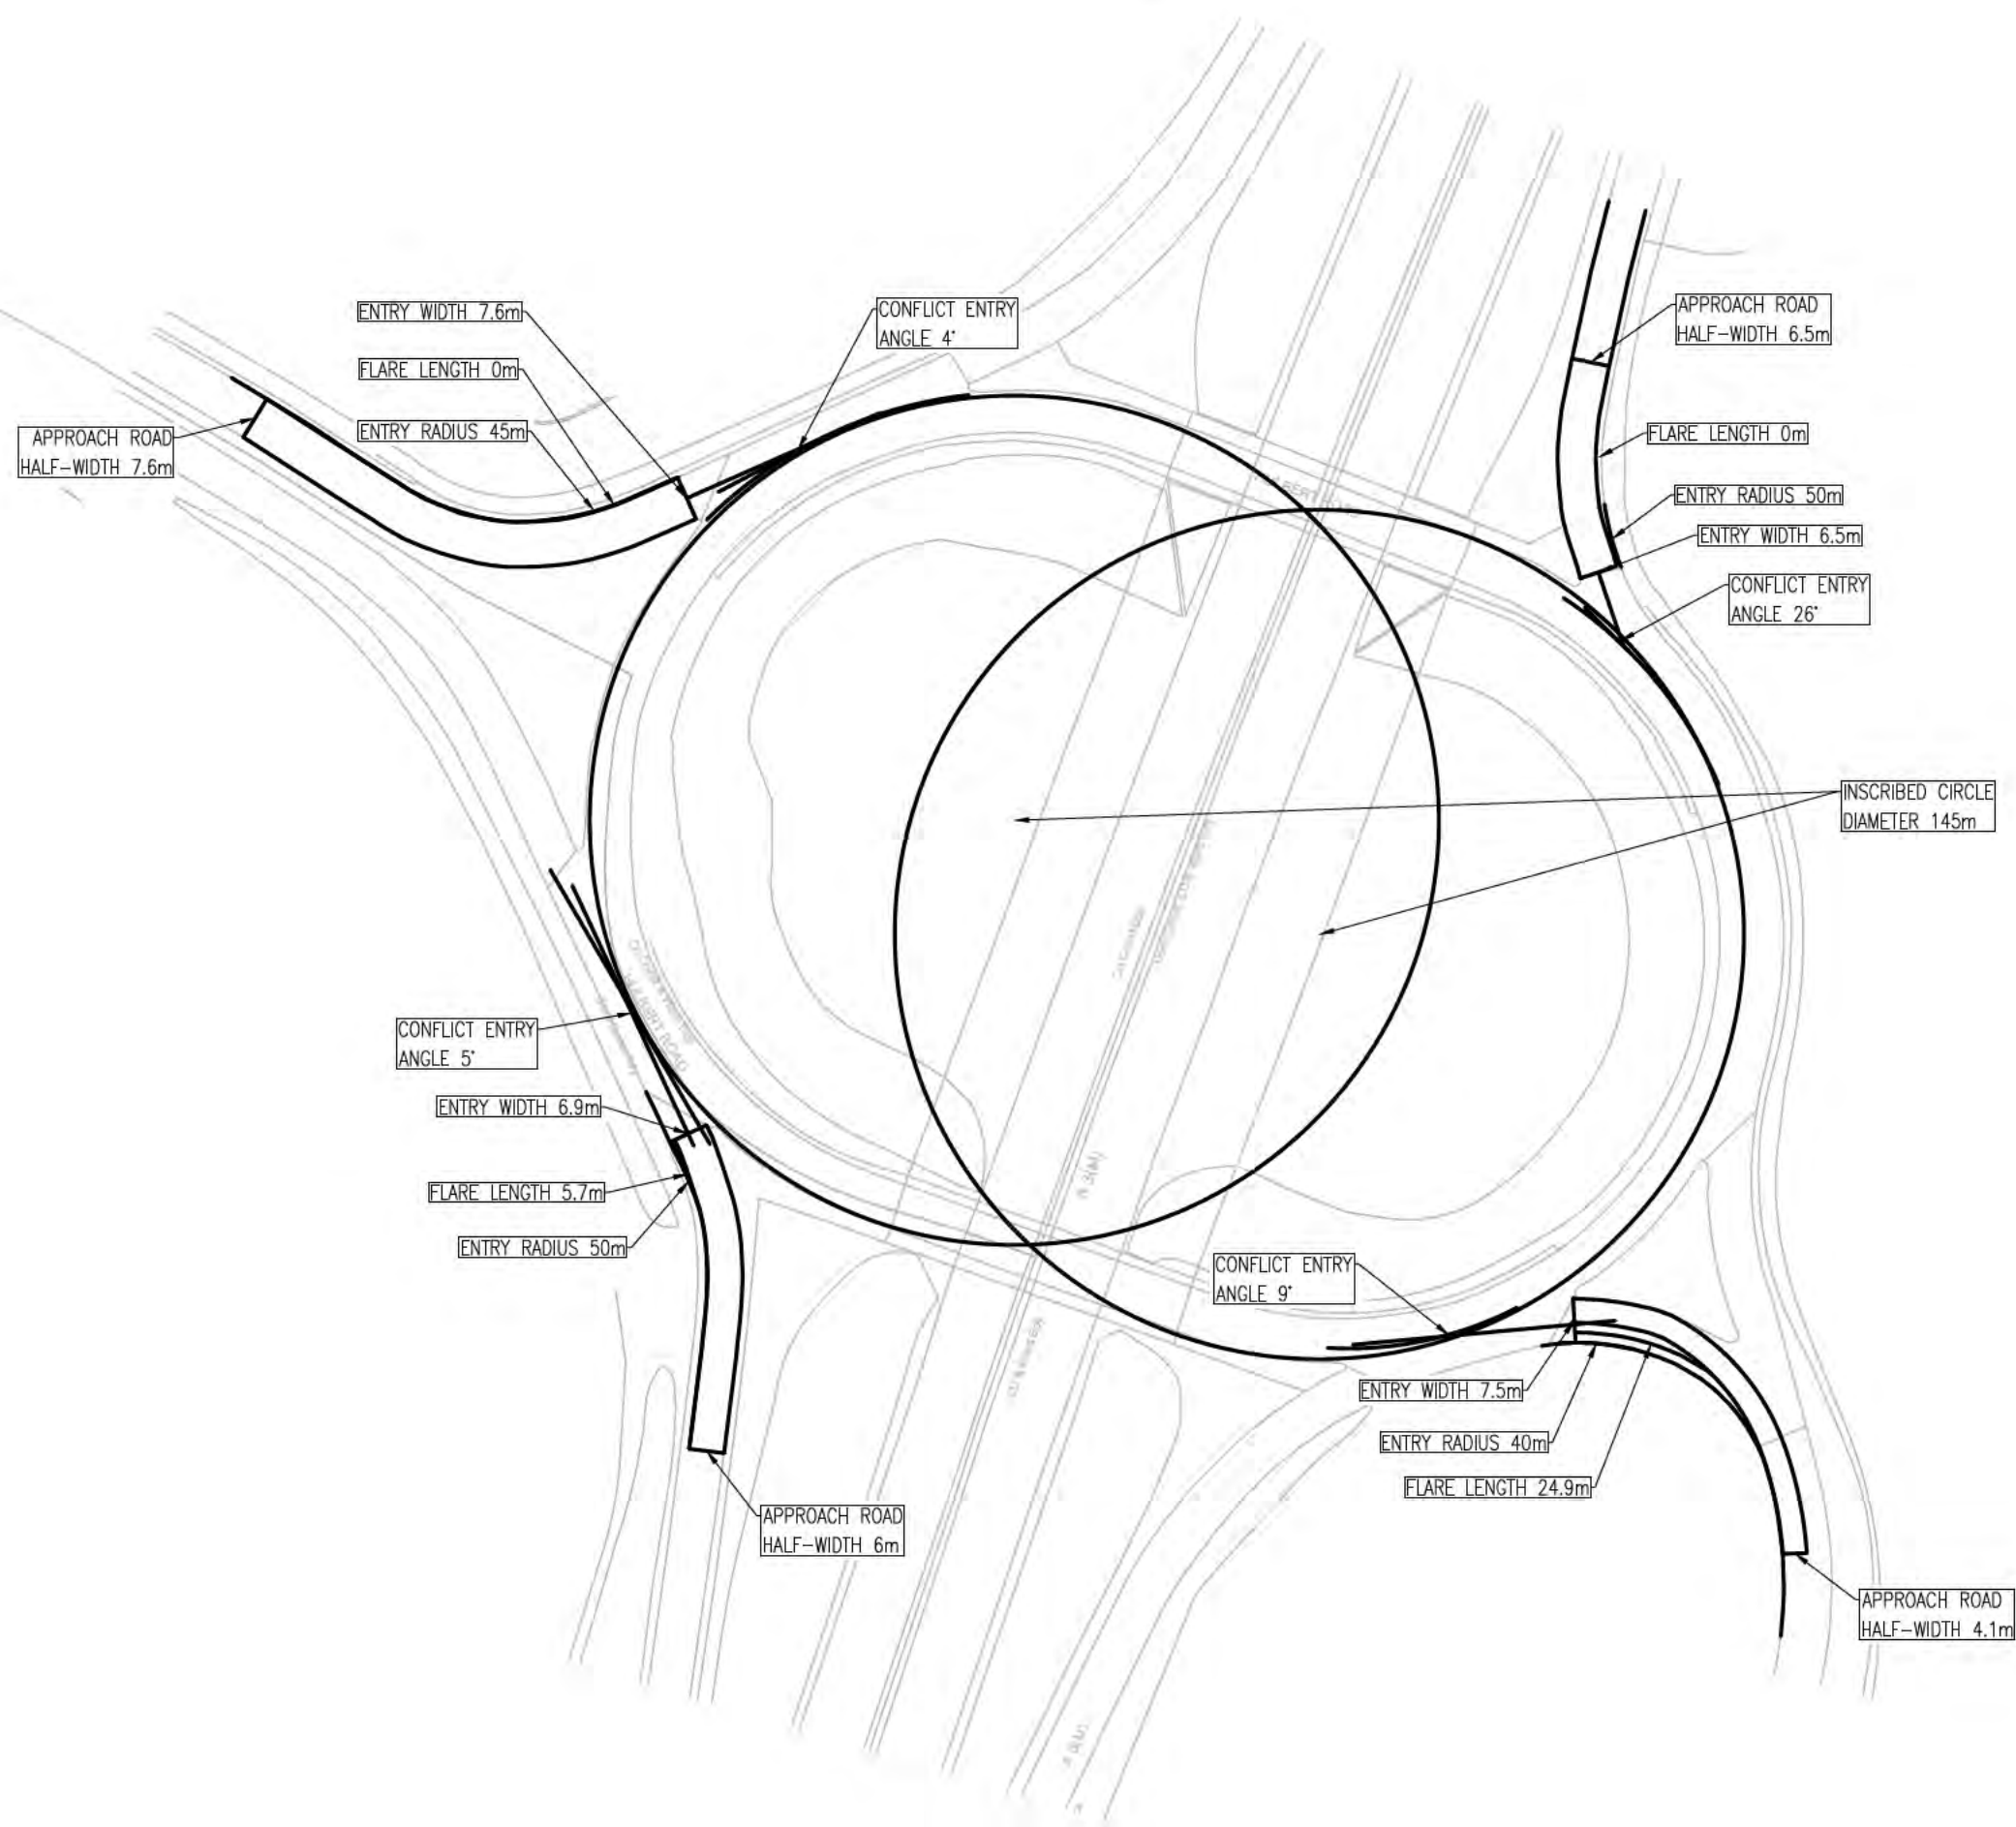 ENTRY WIDTH 7.6m
CONFLICT ENTRY
ANGLE 4°
APPROACH ROAD
HALF-WIDTH 6.5m
FLARE LENGTH 0m
ENTRY RADIUS 45m
APPROACH ROAD
HALF-WIDTH 7.6m
FLARE LENGTH 0m
ENTRY RADIUS 50m
ENTRY WIDTH 6.5m
CONFLICT ENTRY
ANGLE 26°
INSCRIBED CIRCLE
DIAMETER 145m
CONFLICT ENTRY
ANGLE 5°
ENTRY WIDTH 6.9m
FLARE LENGTH 5.7m
ENTRY RADIUS 50m
A 3(M)
CONFLICT ENTRY
ANGLE 9°
ENTRY WIDTH 7.5m
ENTRY RADIUS 40m
FLARE LENGTH 24.9m
APPROACH ROAD
HALF-WIDTH 6m
APPROACH ROAD
HALF-WIDTH 4.1m